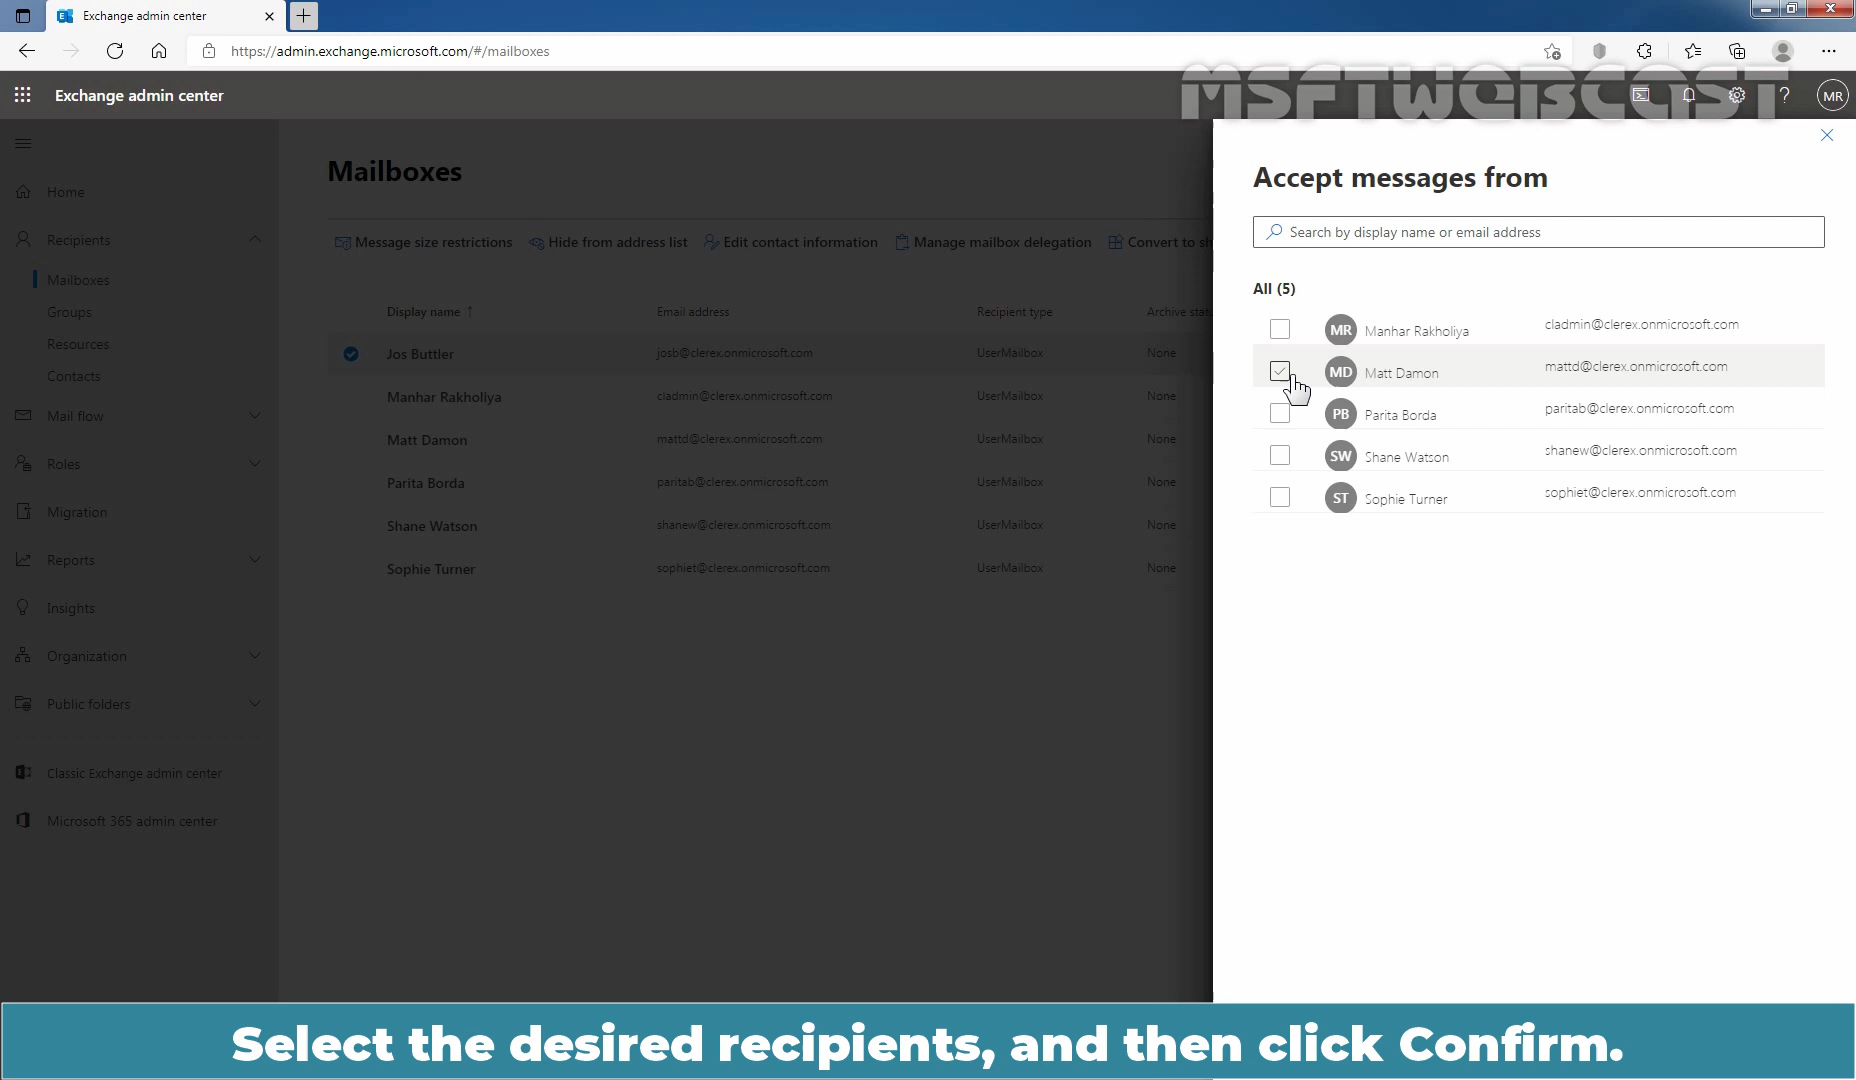 Exchange admin center
https://admin.exchange.microsoft.com/#/mailboxes
MSFTWEBCAST
Exchange admin center
MR
Home
Recipients
Mailboxes
Groups
Resources
Contacts
Mail flow
Roles
Migration
Reports
Insights
Organization
Public folders
Classic Exchange admin center
Microsoft 365 admin center
Mailboxes
Message size restrictions Hide from address list Edit contact information Manage mailbox delegation Convert to sh
Display name ↑ Email address Recipient type Archive stat
Jos Buttler josb@clerex.onmicrosoft.com UserMailbox None
Manhar Rakholiya cladmin@clerex.onmicrosoft.com UserMailbox None
Matt Damon mattd@clerex.onmicrosoft.com UserMailbox None
Parita Borda paritab@clerex.onmicrosoft.com UserMailbox None
Shane Watson shanew@clerex.onmicrosoft.com UserMailbox None
Sophie Turner sophiet@clerex.onmicrosoft.com UserMailbox None
Accept messages from
Search by display name or email address
All (5)
MR Manhar Rakholiya cladmin@clerex.onmicrosoft.com
MD Matt Damon mattd@clerex.onmicrosoft.com
PB Parita Borda paritab@clerex.onmicrosoft.com
SW Shane Watson shanew@clerex.onmicrosoft.com
ST Sophie Turner sophiet@clerex.onmicrosoft.com
Select the desired recipients, and then click Confirm.